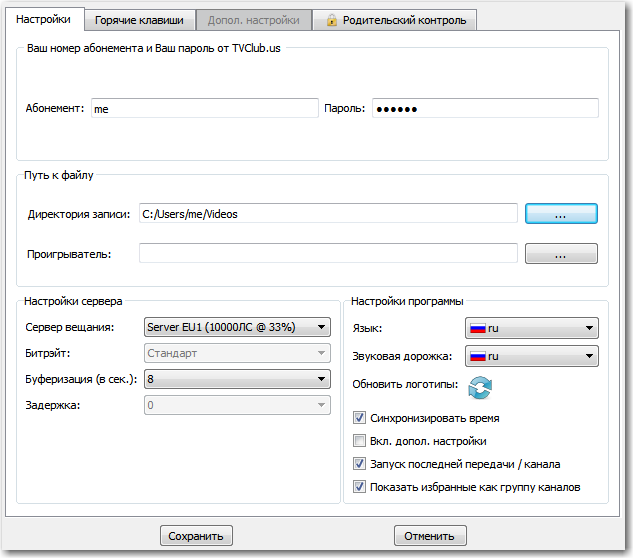 Настройки Горячие клавиши Допол. настройки Родительский контроль
Ваш номер абонемента и Ваш пароль от TVClub.us
Абонемент: me Пароль: ●●●●●●
Путь к файлу
Директория записи: C:/Users/me/Videos ...
Проигрыватель: ...
Настройки сервера
Сервер вещания: Server EU1 (10000ЛС @ 33%)
Битрэйт: Стандарт
Буферизация (в сек.): 8
Задержка: 0
Настройки программы
Язык: ru
Звуковая дорожка: ru
Обновить логотипы:
Синхронизировать время
Вкл. допол. настройки
Запуск последней передачи / канала
Показать избранные как группу каналов
Сохранить Отменить